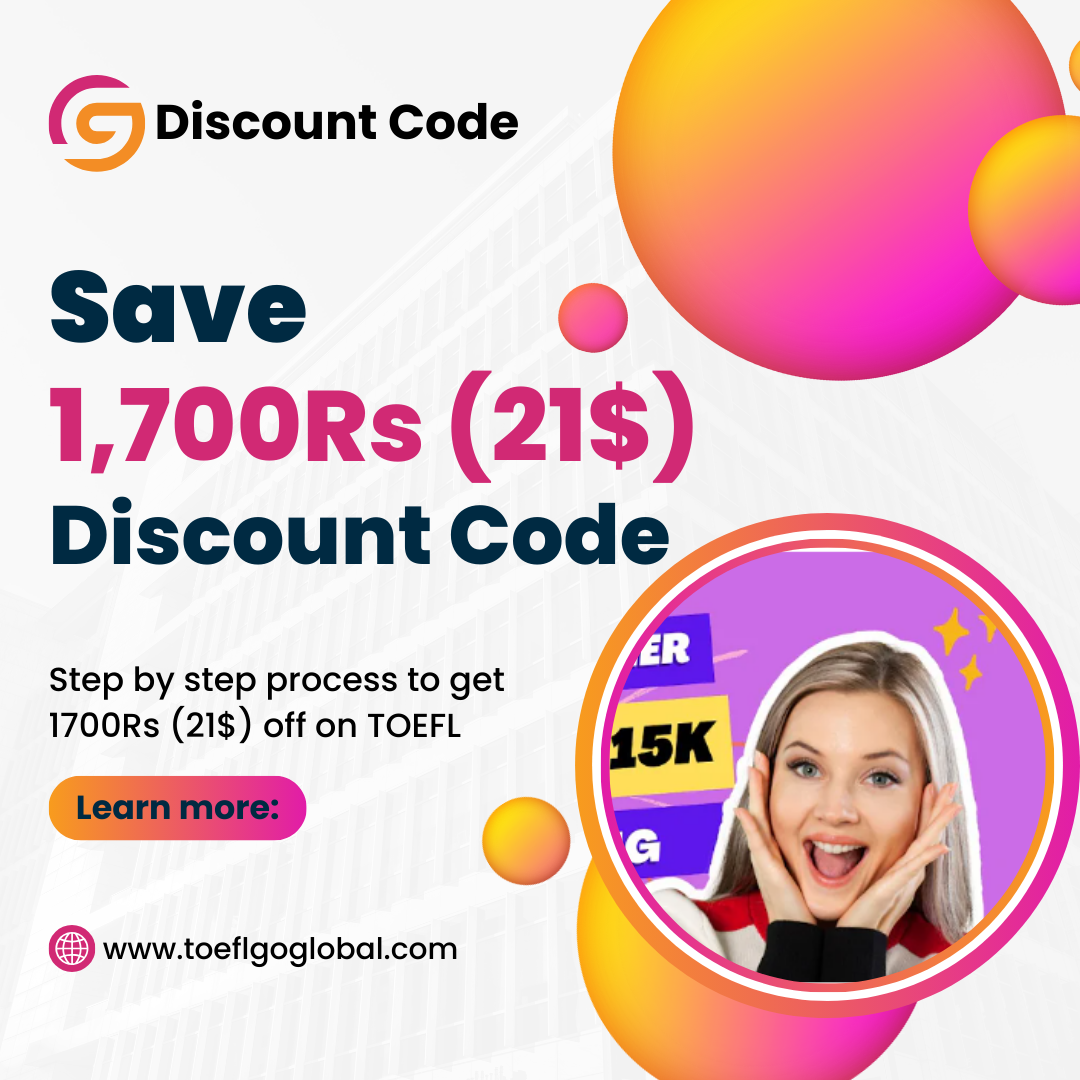 Discount Code
Save
1,700Rs (21$)
Discount Code
ER
15K
G
Step by step process to get
1700Rs (21$) off on TOEFL
Learn more:
www.toeflgoglobal.com